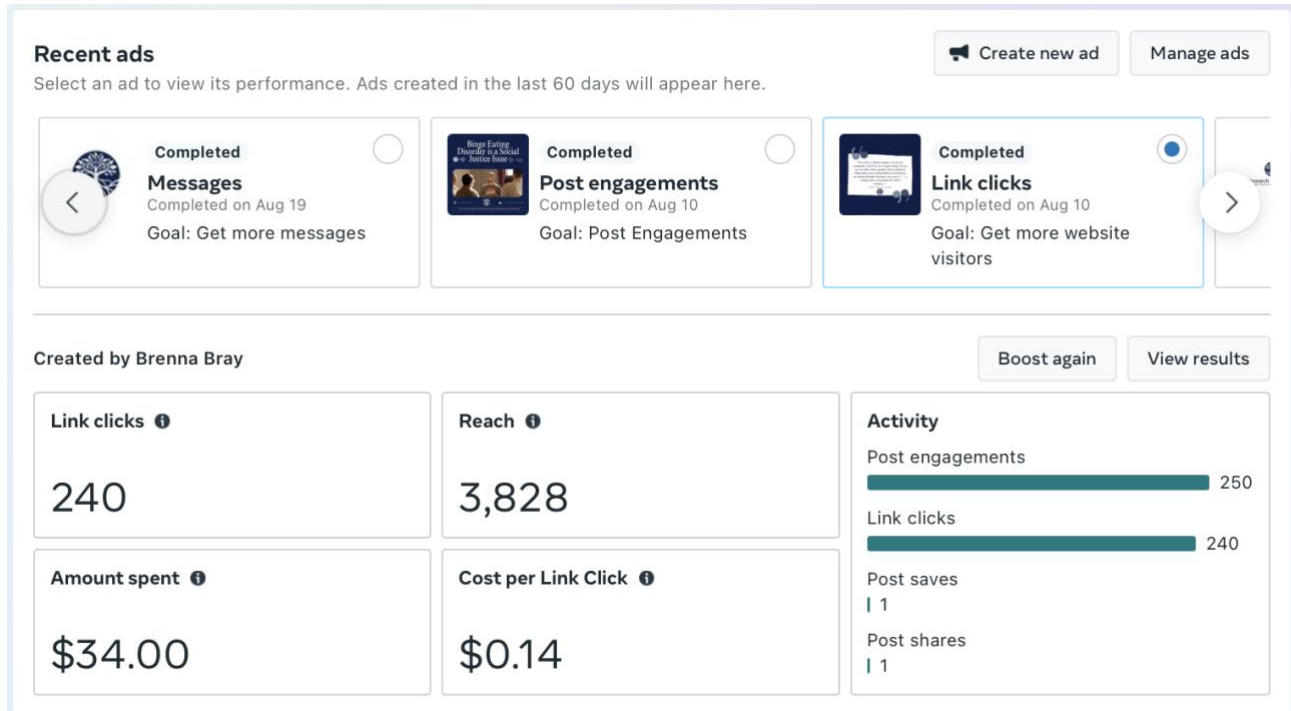 Recent ads
Create new ad
Manage ads
Select an ad to view its performance. Ads created in the last 60 days will appear here.
Completed
Messages
Completed on Aug 19
Goal: Get more messages
Binge Eating
Disorder is a Social
Justice Issue
Completed
Post engagements
Completed on Aug 10
Goal: Post Engagements
Completed
Link clicks
Completed on Aug 10
Goal: Get more website
visitors
Created by Brenna Bray
Boost again
View results
Link clicks
240
Reach
3,828
Amount spent
$34.00
Cost per Link Click
$0.14
Activity
Post engagements
250
Link clicks
240
Post saves
1
Post shares
1